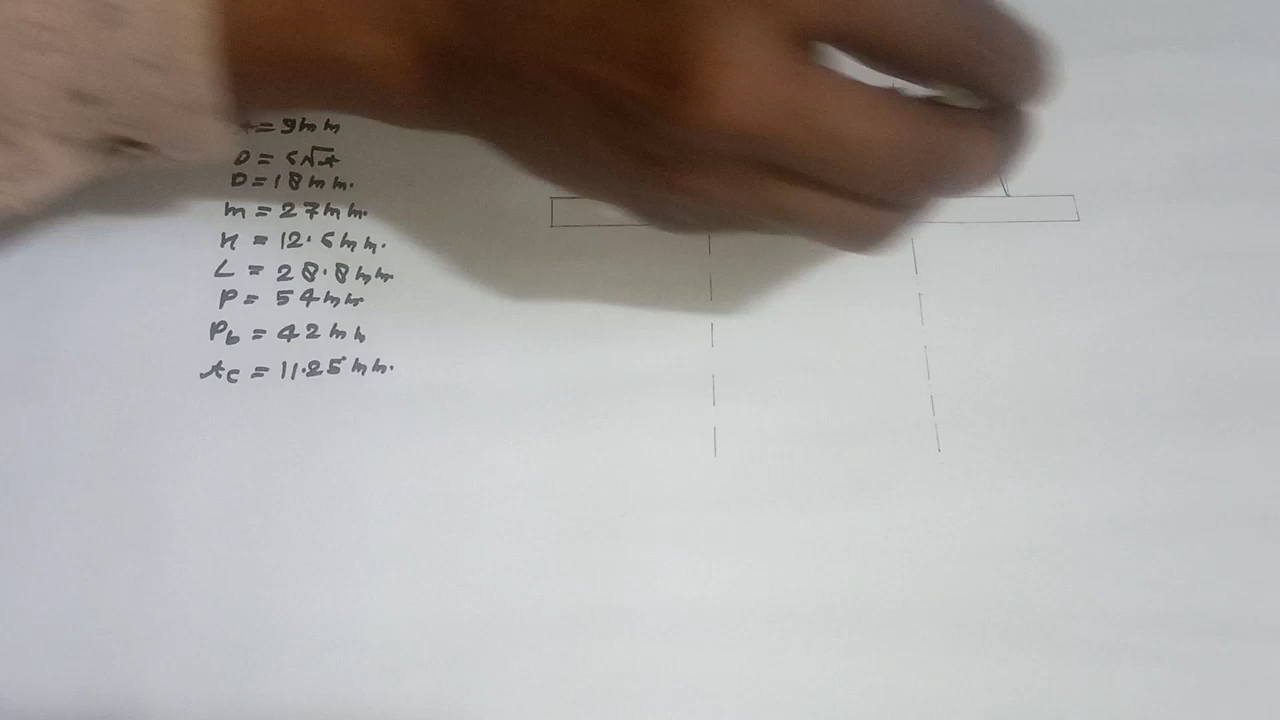 t = 9mm
D = 6√t
D = 18mm.
m = 27mm.
H = 12.6mm.
L = 28.8mm
P = 54mm
Pb = 42mm
tc = 11.25mm.